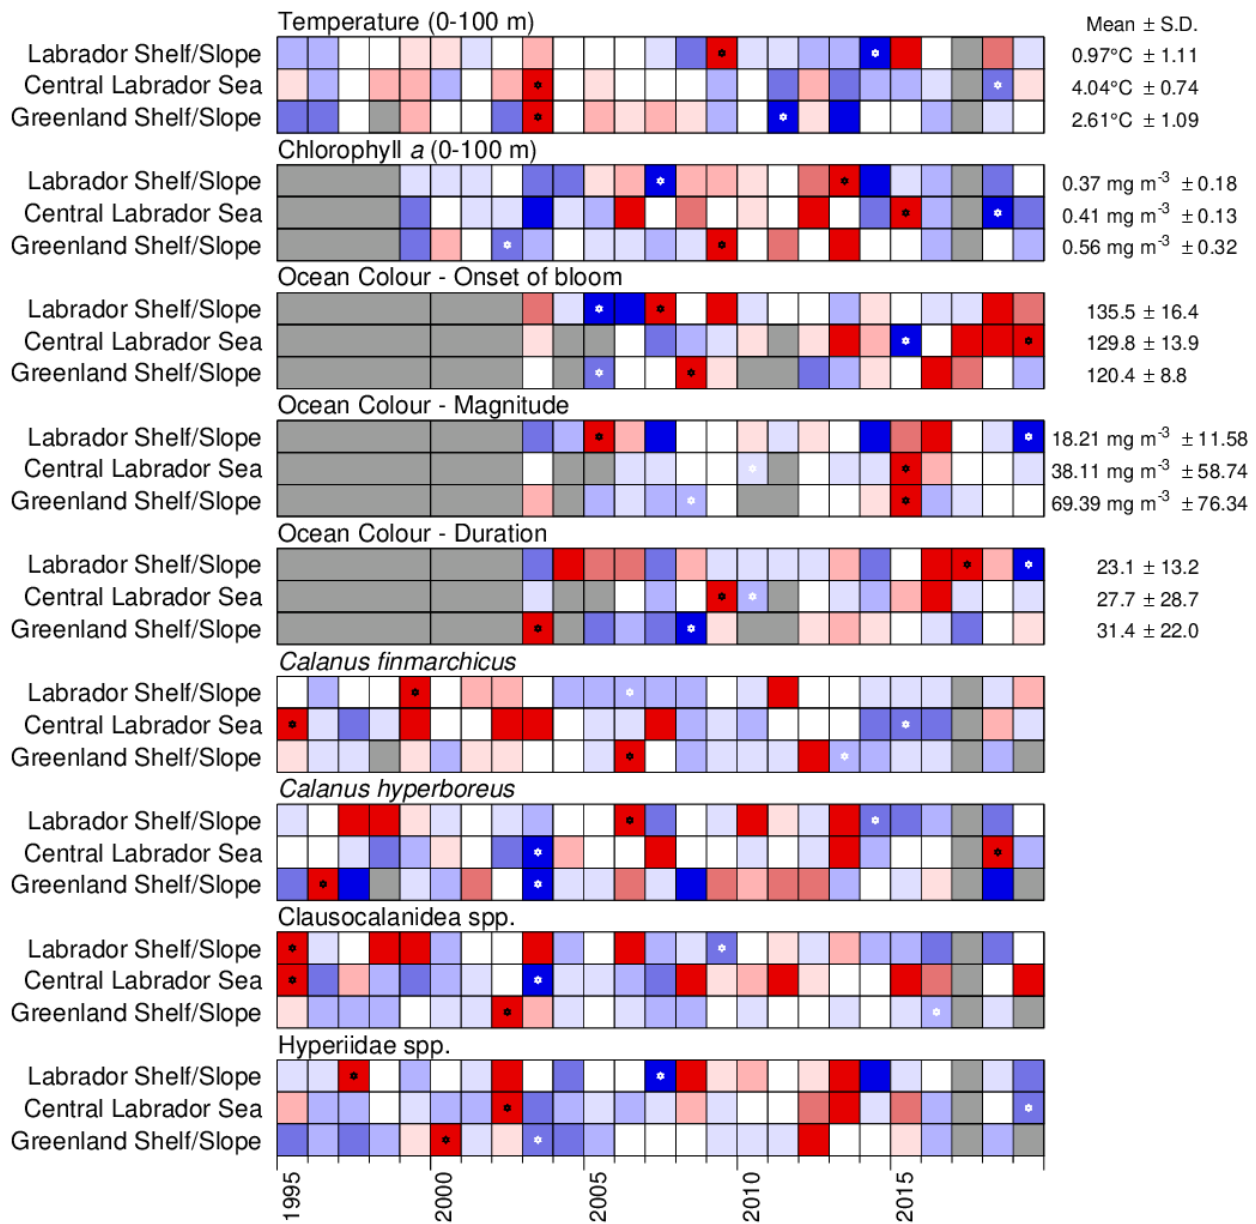 Temperature (0-100 m)
Mean ± S.D.
Labrador Shelf/Slope 0.97°C ± 1.11
Central Labrador Sea 4.04°C ± 0.74
Greenland Shelf/Slope 2.61°C ± 1.09
Chlorophyll a (0-100 m)
Labrador Shelf/Slope 0.37 mg m-3 ± 0.18
Central Labrador Sea 0.41 mg m-3 ± 0.13
Greenland Shelf/Slope 0.56 mg m-3 ± 0.32
Ocean Colour - Onset of bloom
Labrador Shelf/Slope 135.5 ± 16.4
Central Labrador Sea 129.8 ± 13.9
Greenland Shelf/Slope 120.4 ± 8.8
Ocean Colour - Magnitude
Labrador Shelf/Slope 18.21 mg m-3 ± 11.58
Central Labrador Sea 38.11 mg m-3 ± 58.74
Greenland Shelf/Slope 69.39 mg m-3 ± 76.34
Ocean Colour - Duration
Labrador Shelf/Slope 23.1 ± 13.2
Central Labrador Sea 27.7 ± 28.7
Greenland Shelf/Slope 31.4 ± 22.0
Calanus finmarchicus
Labrador Shelf/Slope
Central Labrador Sea
Greenland Shelf/Slope
Calanus hyperboreus
Labrador Shelf/Slope
Central Labrador Sea
Greenland Shelf/Slope
Clausocalanidea spp.
Labrador Shelf/Slope
Central Labrador Sea
Greenland Shelf/Slope
Hyperiidae spp.
Labrador Shelf/Slope
Central Labrador Sea
Greenland Shelf/Slope
1995 2000 2005 2010 2015